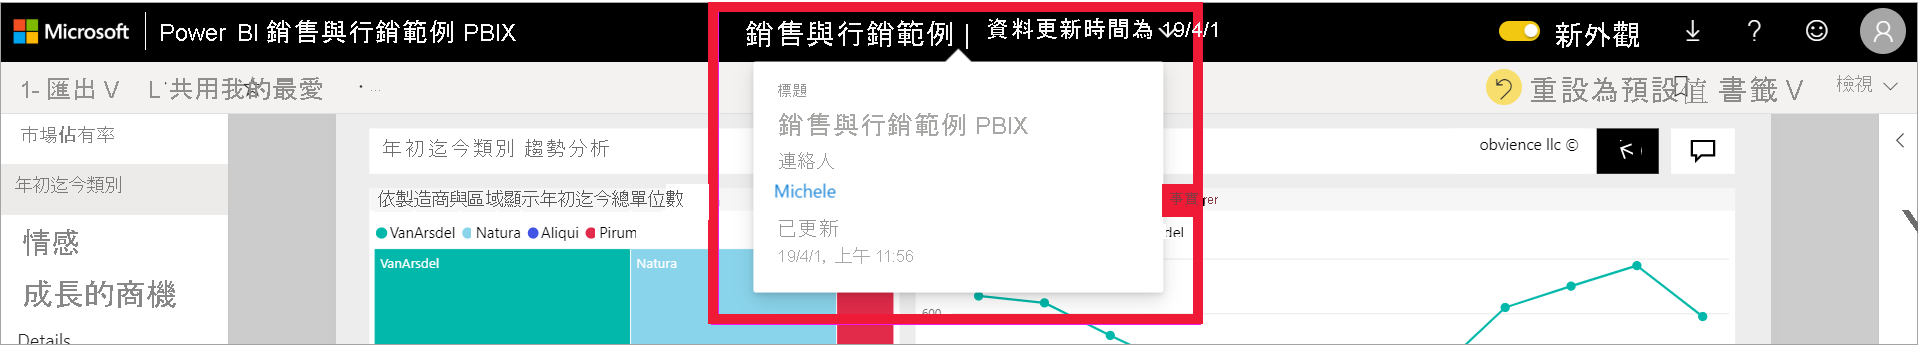 Microsoft
Power BI 銷售與行銷範例 PBIX
銷售與行銷範例 |
資料更新時間為 19/4/1
新外觀
1- 匯出 V
L 共用我的最愛
...
重設為預設值 書籤 V
檢視
市場佔有率
年初迄今類別
情感
成長的商機
Details
年初迄今類別 趨勢分析
依製造商與區域顯示年初迄今總單位數
VanArsdel Natura Aliqui Pirum
VanArsdel
Natura
標題
銷售與行銷範例 PBIX
連絡人
Michele
已更新
19/4/1, 上午 11:56
obvience llc ©
rer
del
600